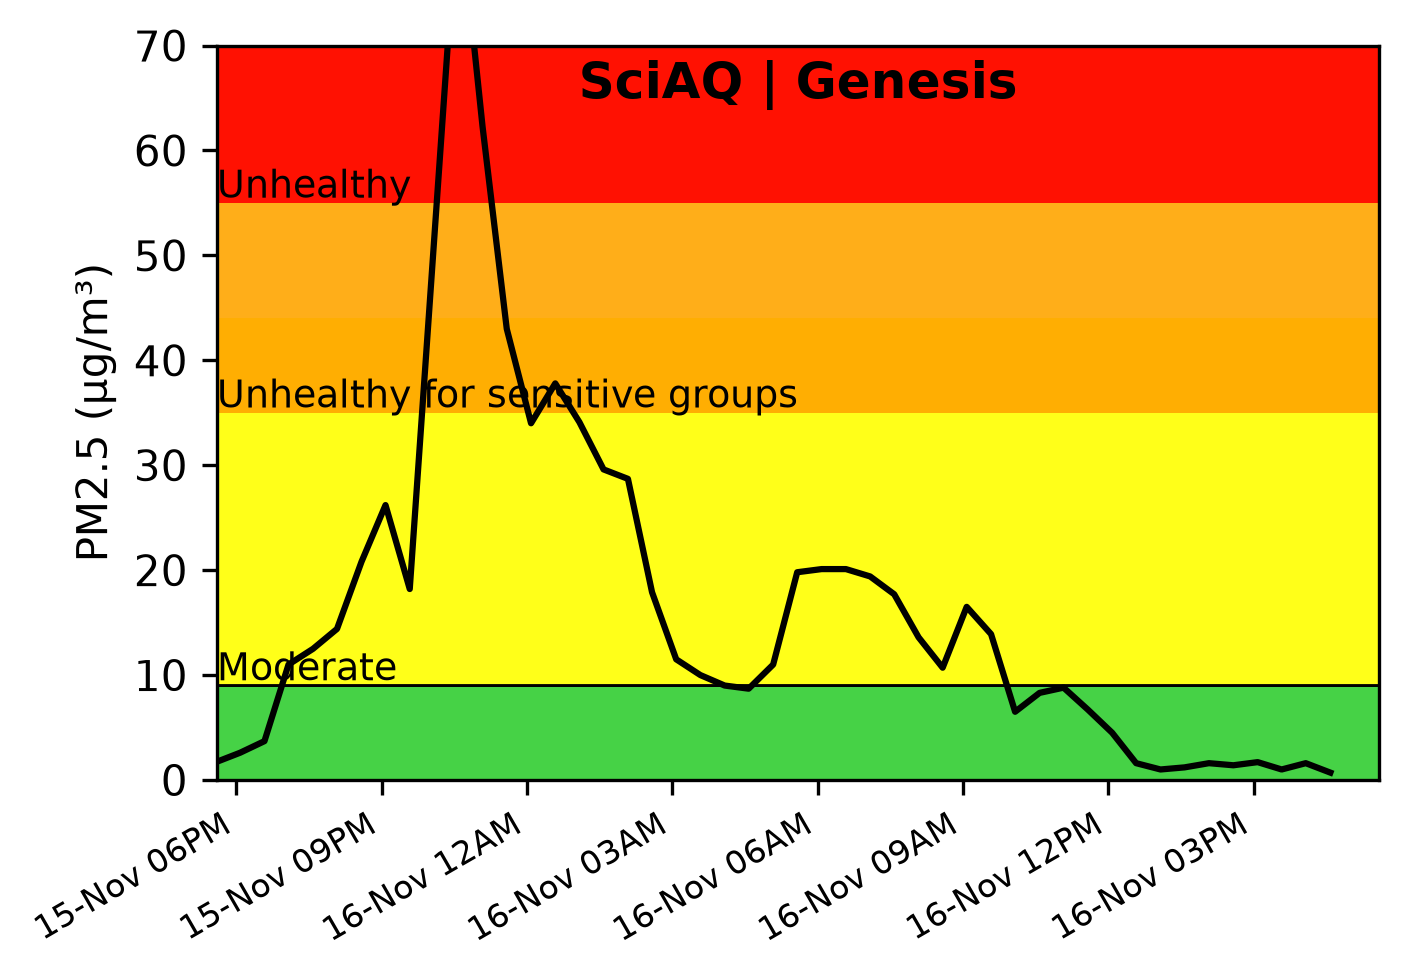 SciAQ | Genesis
PM2.5 (µg/m³)
70
60
50
40
30
20
10
0
Unhealthy
Unhealthy for sensitive groups
Moderate
15-Nov 06PM
15-Nov 09PM
16-Nov 12AM
16-Nov 03AM
16-Nov 06AM
16-Nov 09AM
16-Nov 12PM
16-Nov 03PM